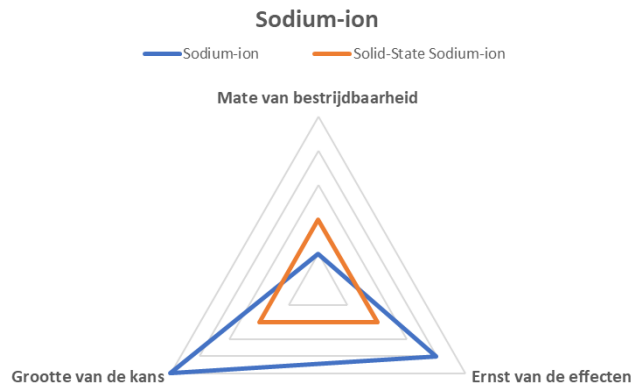 Sodium-ion
Sodium-ion Solid-State Sodium-ion
Mate van bestrijdbaarheid
Grootte van de kans Ernst van de effecten